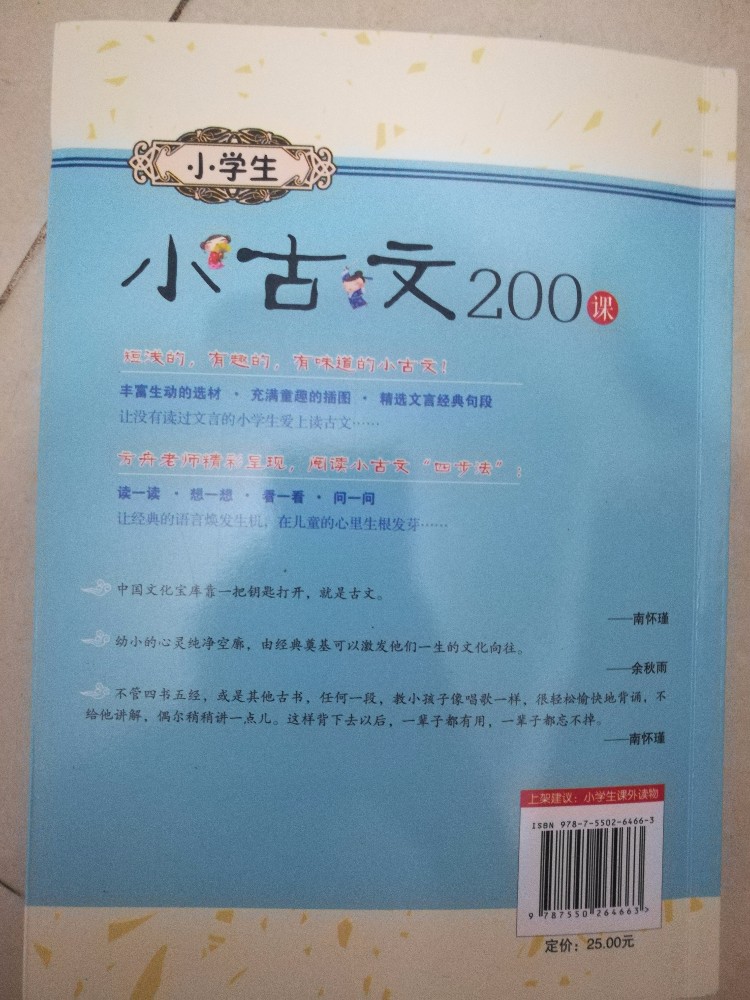 小学生
小古文200课
短浅的，有趣的，有味道的小古文！
丰富生动的选材 · 充满童趣的插图 · 精选文言经典句段
让没有读过文言的小学生爱上读古文……
方舟老师精彩呈现，阅读小古文“四步法”：
读一读 · 想一想 · 看一看 · 问一问
让经典的语言焕发生机，在儿童的心里生根发芽……
中国文化宝库靠一把钥匙打开，就是古文。
——南怀瑾
幼小的心灵纯净空廓，由经典奠基可以激发他们一生的文化向往。
——余秋雨
不管四书五经，或是其他古书，任何一段，教小孩子像唱歌一样，很轻松愉快地背诵，不
给他讲解，偶尔稍稍讲一点儿。这样背下去以后，一辈子都有用，一辈子都忘不掉。
——南怀瑾
上架建议：小学生课外读物
ISBN 978-7-5502-6466-3
9 787550 264663>
定价：25.00元